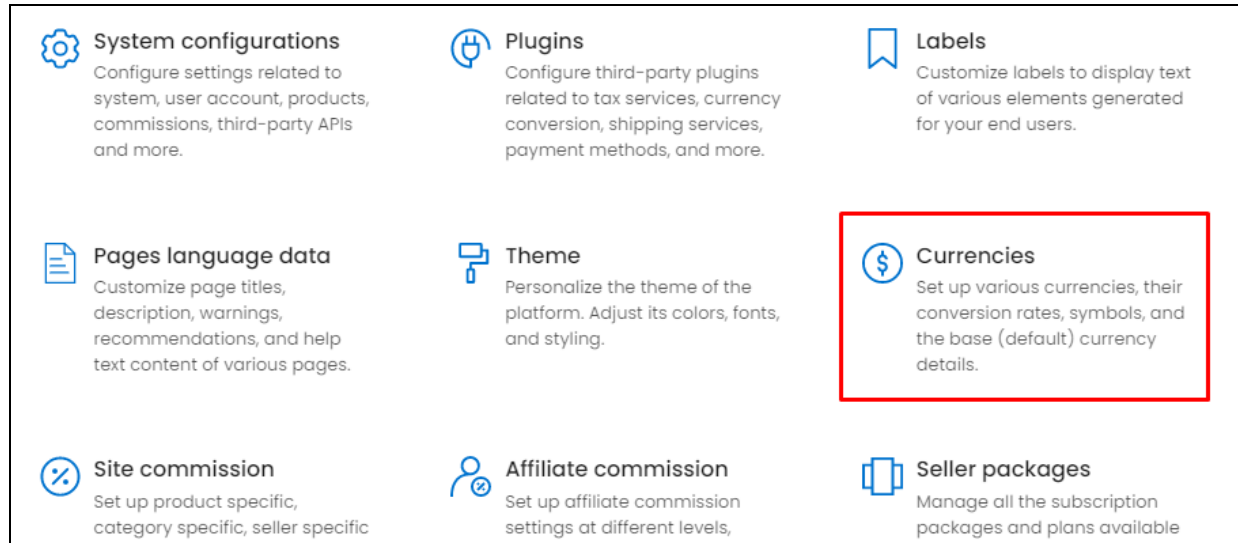 System configurations
Configure settings related to
system, user account, products,
commissions, third-party APIs
and more.
Plugins
Configure third-party plugins
related to tax services, currency
conversion, shipping services,
payment methods, and more.
Labels
Customize labels to display text
of various elements generated
for your end users.
Pages language data
Customize page titles,
description, warnings,
recommendations, and help
text content of various pages.
Theme
Personalize the theme of the
platform. Adjust its colors, fonts,
and styling.
Currencies
Set up various currencies, their
conversion rates, symbols, and
the base (default) currency
details.
Site commission
Set up product specific,
category specific, seller specific
Affiliate commission
Set up affiliate commission
settings at different levels,
Seller packages
Manage all the subscription
packages and plans available